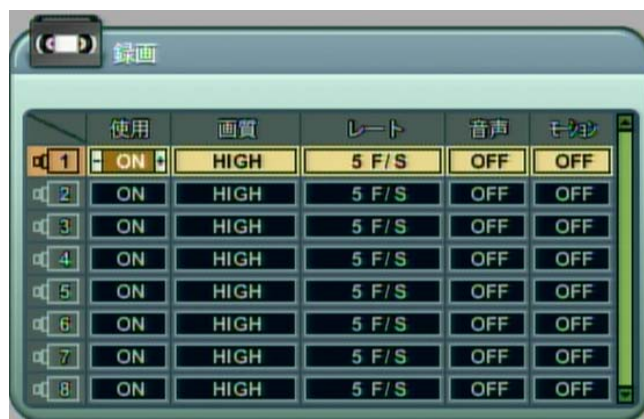 録画
使用 画質 レート 音声 モーション
1 - ON + HIGH 5 F/S OFF OFF
2 ON HIGH 5 F/S OFF OFF
3 ON HIGH 5 F/S OFF OFF
4 ON HIGH 5 F/S OFF OFF
5 ON HIGH 5 F/S OFF OFF
6 ON HIGH 5 F/S OFF OFF
7 ON HIGH 5 F/S OFF OFF
8 ON HIGH 5 F/S OFF OFF